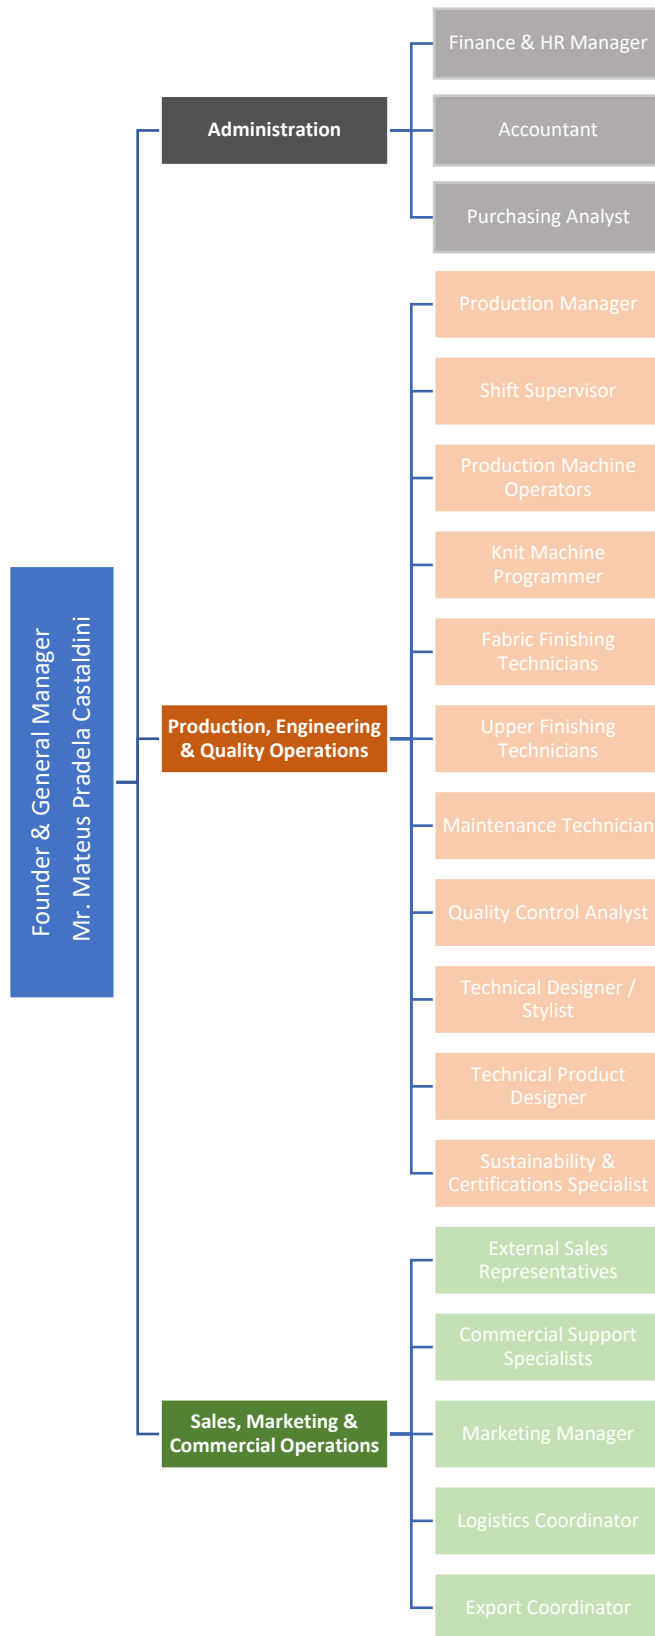 Founder & General Manager
Mr. Mateus Pradela Castaldini
Administration
Finance & HR Manager
Accountant
Purchasing Analyst
Production, Engineering
& Quality Operations
Production Manager
Shift Supervisor
Production Machine
Operators
Knit Machine
Programmer
Fabric Finishing
Technicians
Upper Finishing
Technicians
Maintenance Technician
Quality Control Analyst
Technical Designer /
Stylist
Technical Product
Designer
Sustainability &
Certifications Specialist
Sales, Marketing &
Commercial Operations
External Sales
Representatives
Commercial Support
Specialists
Marketing Manager
Logistics Coordinator
Export Coordinator